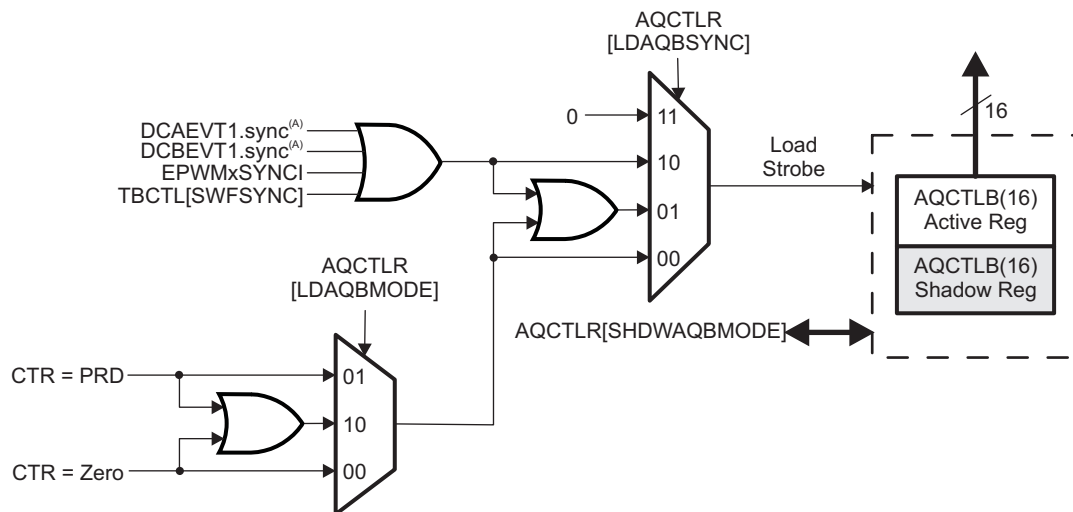 AQCTLR
[LDAQBSYNC]
DCAEVT1.sync(A)
DCBEVT1.sync(A)
EPWMxSYNCI
TBCTL[SWFSYNC]
0
11
10
01
00
Load
Strobe
16
AQCTLB(16)
Active Reg
AQCTLB(16)
Shadow Reg
AQCTLR[SHDWAQBMODE]
AQCTLR
[LDAQBMODE]
CTR = PRD
CTR = Zero
01
10
00